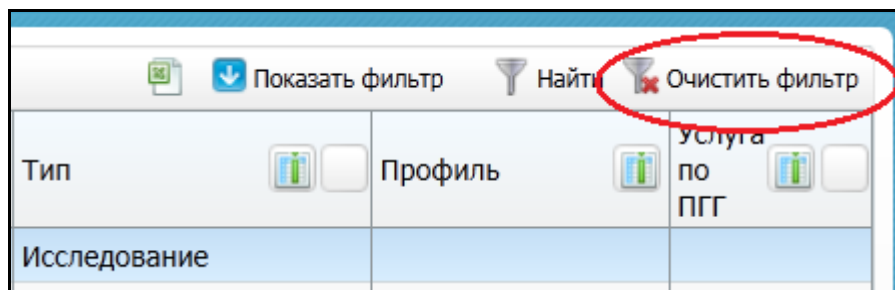 Показать фильтр Найти Очистить фильтр
Тип Профиль Услуга
по
ПГГ
Исследование